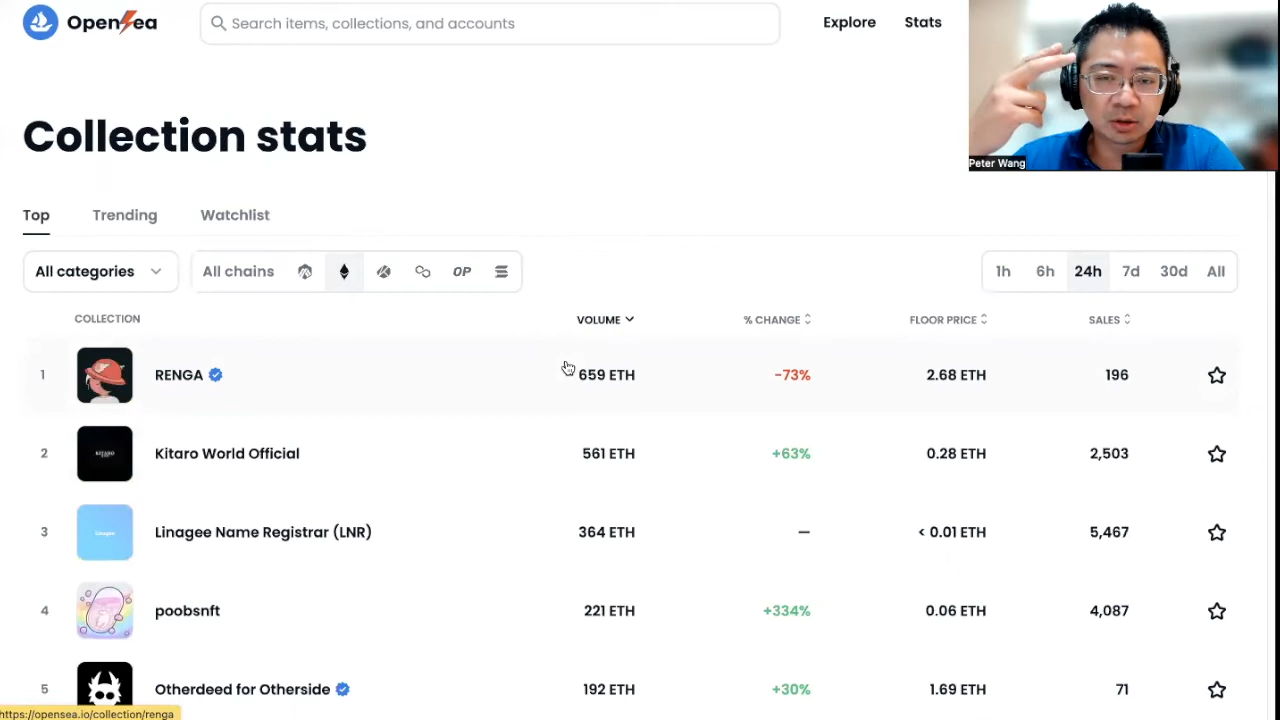 OpenSea
Search items, collections, and accounts
Explore
Stats
Peter Wang
Collection stats
Top
Trending
Watchlist
All categories
All chains
OP
1h
6h
24h
7d
30d
All
COLLECTION
VOLUME
% CHANGE
FLOOR PRICE
SALES
1
RENGA
659 ETH
-73%
2.68 ETH
196
2
KITARO
Kitaro World Official
561 ETH
+63%
0.28 ETH
2,503
3
Linagee
Linagee Name Registrar (LNR)
364 ETH
—
< 0.01 ETH
5,467
4
poobsnft
221 ETH
+334%
0.06 ETH
4,087
5
Otherdeed for Otherside
192 ETH
+30%
1.69 ETH
71
https://opensea.io/collection/renga